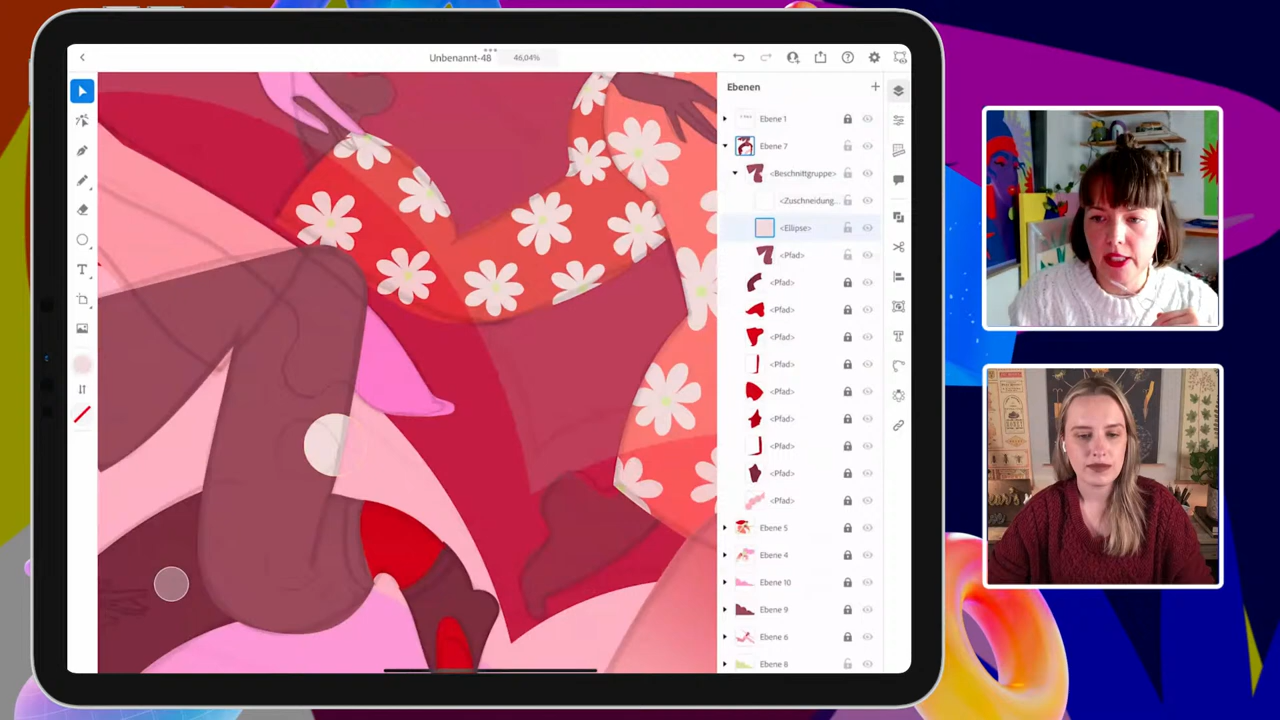 Unbenannt-48
46,04%
Ebenen
Ebene 1
Ebene 7
<Beschnittgruppe>
<Zuschneidung...
<Ellipse>
<Pfad>
<Pfad>
<Pfad>
<Pfad>
<Pfad>
<Pfad>
<Pfad>
<Pfad>
<Pfad>
<Pfad>
Ebene 5
Ebene 4
Ebene 10
Ebene 9
Ebene 6
Ebene 8